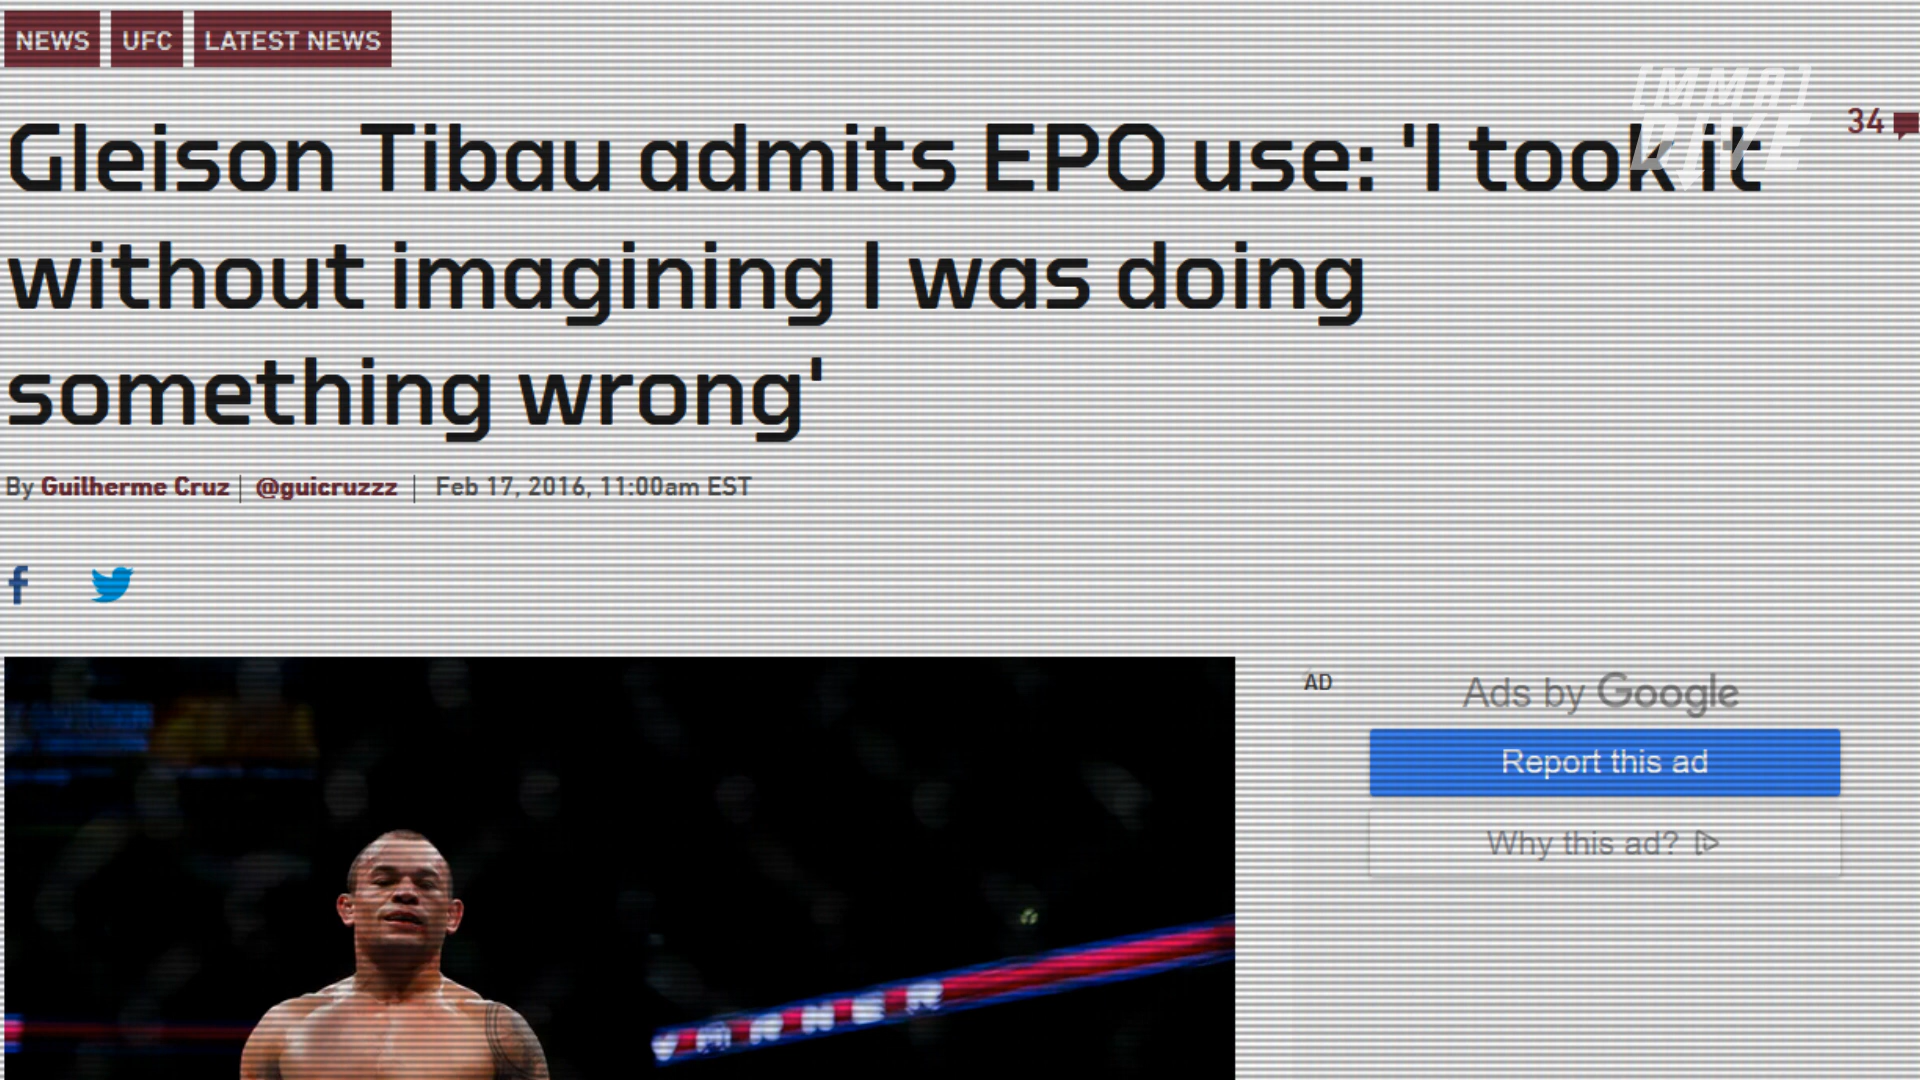 NEWS UFC LATEST NEWS
[MMA]
DIVE
34
Gleison Tibau admits EPO use: 'I took it
without imagining I was doing
something wrong'
By Guilherme Cruz | @guicruzzz | Feb 17, 2016, 11:00am EST
AD
Ads by Google
Report this ad
Why this ad?